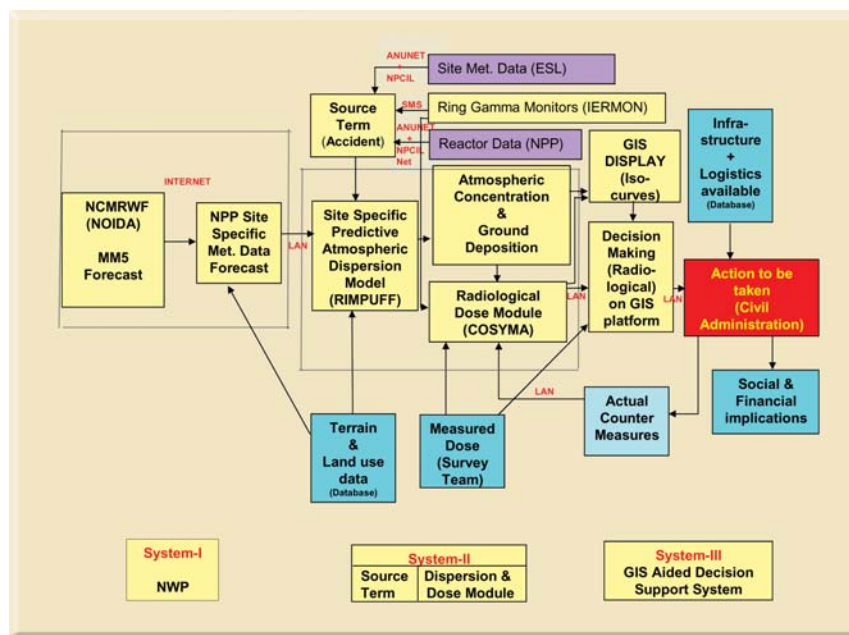 ANUNET
+
NPCIL
Site Met. Data (ESL)
Source
Term
(Accident)
SMS
Ring Gamma Monitors (IERMON)
ANUNET
+
NPCIL
Net
Reactor Data (NPP)
GIS
DISPLAY
(Iso-
curves)
Infra-
structure
+
Logistics
available
(Database)
INTERNET
NCMRWF
(NOIDA)
MM5
Forecast
NPP Site
Specific
Met. Data
Forecast
LAN
Site Specific
Predictive
Atmospheric
Dispersion
Model
(RIMPUFF)
Atmospheric
Concentration
&
Ground
Deposition
Radiological
Dose Module
(COSYMA)
LAN
Decision
Making
(Radio-
logical)
on GIS
platform
LAN
Action to be
taken
(Civil
Administration)
LAN
Terrain
&
Land use
data
(Database)
Measured
Dose
(Survey
Team)
Actual
Counter
Measures
Social &
Financial
implications
System-I
NWP
System-II
Source
Term
Dispersion &
Dose Module
System-III
GIS Aided Decision
Support System